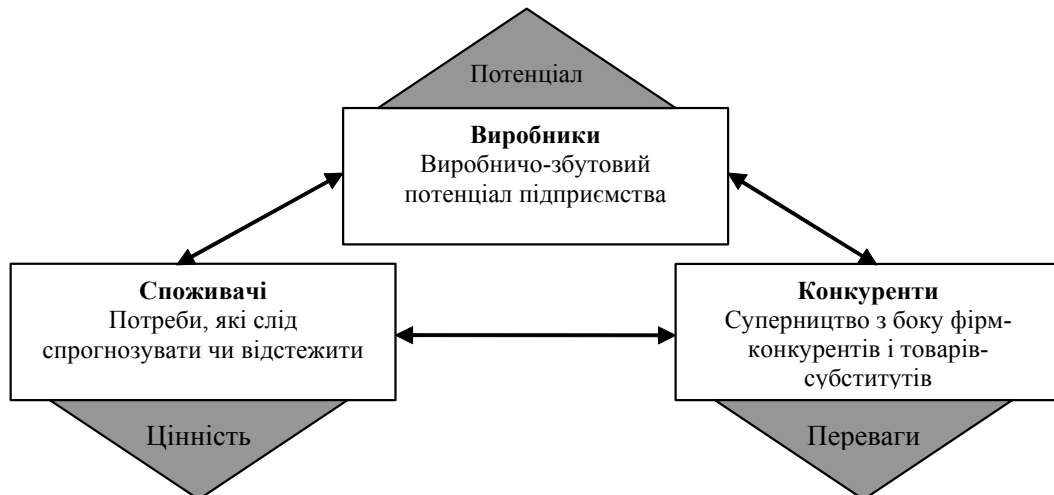 Потенціал
Виробники
Виробничо-збутовий
потенціал підприємства
Споживачі
Потреби, які слід
спрогнозувати чи відстежити
Цінність
Конкуренти
Суперництво з боку фірм-
конкурентів і товарів-
субститутів
Переваги